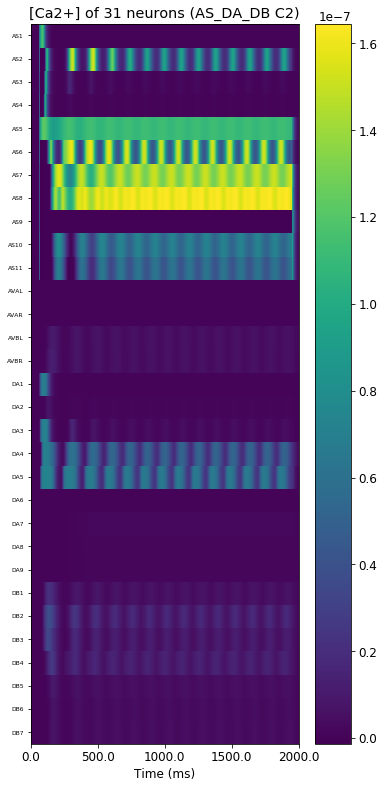 [Ca2+] of 31 neurons (AS_DA_DB C2)
1e−7
AS1
AS2
AS3
AS4
AS5
AS6
AS7
AS8
AS9
AS10
AS11
AVAL
AVAR
AVBL
AVBR
DA1
DA2
DA3
DA4
DA5
DA6
DA7
DA8
DA9
DB1
DB2
DB3
DB4
DB5
DB6
DB7
0.0 500.0 1000.0 1500.0 2000.0
Time (ms)
1.6
1.4
1.2
1.0
0.8
0.6
0.4
0.2
0.0